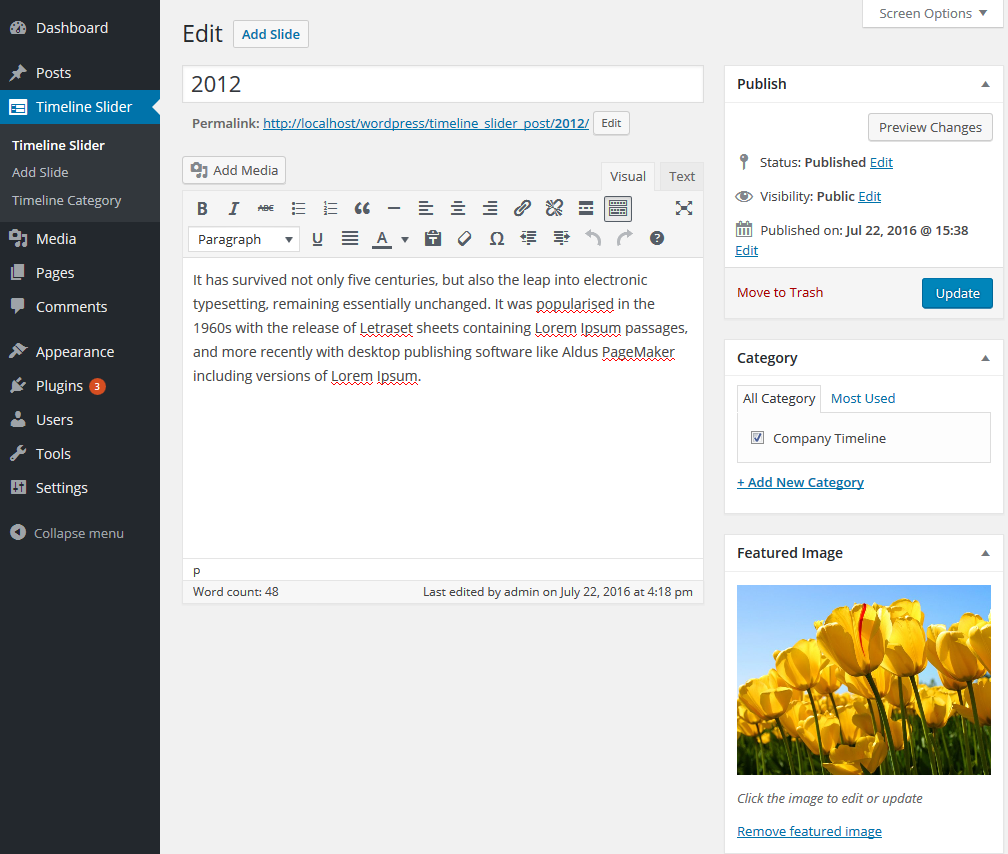 Screen Options
Dashboard
Posts
Timeline Slider
Timeline Slider
Add Slide
Timeline Category
Media
Pages
Comments
Appearance
Plugins 3
Users
Tools
Settings
Collapse menu
Edit Add Slide
2012
Permalink: http://localhost/wordpress/timeline_slider_post/2012/ Edit
Add Media
Visual Text
B I ABC
Paragraph U A T Ω ?
It has survived not only five centuries, but also the leap into electronic
typesetting, remaining essentially unchanged. It was popularised in the
1960s with the release of Letraset sheets containing Lorem Ipsum passages,
and more recently with desktop publishing software like Aldus PageMaker
including versions of Lorem Ipsum.
p
Word count: 48 Last edited by admin on July 22, 2016 at 4:18 pm
Publish
Preview Changes
Status: Published Edit
Visibility: Public Edit
Published on: Jul 22, 2016 @ 15:38
Edit
Move to Trash Update
Category
All Category Most Used
Company Timeline
+ Add New Category
Featured Image
Click the image to edit or update
Remove featured image